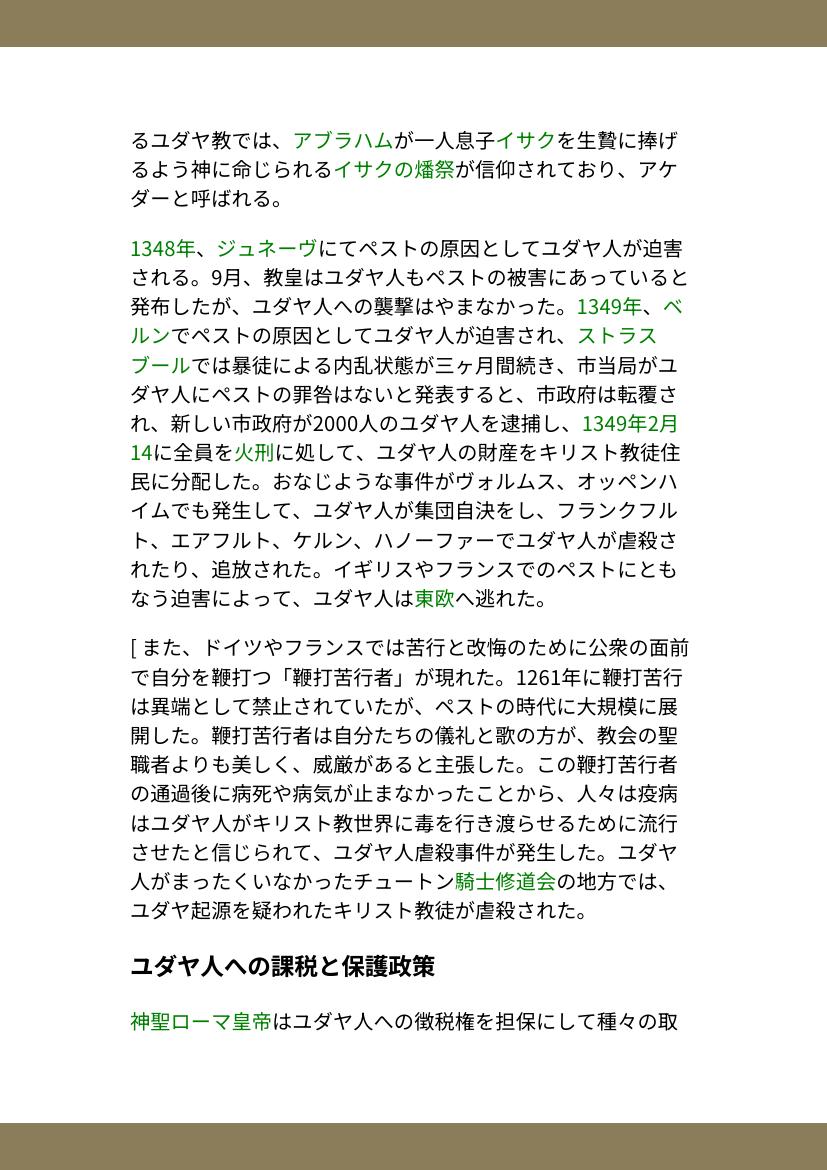 るユダヤ教では、アブラハムが一人息子イサクを生贄に捧げ
るよう神に命じられるイサクの燔祭が信仰されており、アケ
ダーと呼ばれる。
1348年、ジュネーヴにてペストの原因としてユダヤ人が迫害
される。9月、教皇はユダヤ人もペストの被害にあっていると
発布したが、ユダヤ人への襲撃はやまなかった。1349年、ベ
ルンでペストの原因としてユダヤ人が迫害され、ストラス
ブールでは暴徒による内乱状態が三ヶ月間続き、市当局がユ
ダヤ人にペストの罪咎はないと発表すると、市政府は転覆さ
れ、新しい市政府が2000人のユダヤ人を逮捕し、1349年2月
14に全員を火刑に処して、ユダヤ人の財産をキリスト教徒住
民に分配した。おなじような事件がヴォルムス、オッペンハ
イムでも発生して、ユダヤ人が集団自決をし、フランクフル
ト、エアフルト、ケルン、ハノーファーでユダヤ人が虐殺さ
れたり、追放された。イギリスやフランスでのペストにとも
なう迫害によって、ユダヤ人は東欧へ逃れた。
[ また、ドイツやフランスでは苦行と改悔のために公衆の面前
で自分を鞭打つ「鞭打苦行者」が現れた。1261年に鞭打苦行
は異端として禁止されていたが、ペストの時代に大規模に展
開した。鞭打苦行者は自分たちの儀礼と歌の方が、教会の聖
職者よりも美しく、威厳があると主張した。この鞭打苦行者
の通過後に病死や病気が止まなかったことから、人々は疫病
はユダヤ人がキリスト教世界に毒を行き渡らせるために流行
させたと信じられて、ユダヤ人虐殺事件が発生した。ユダヤ
人がまったくいなかったチュートン騎士修道会の地方では、
ユダヤ起源を疑われたキリスト教徒が虐殺された。
ユダヤ人への課税と保護政策
神聖ローマ皇帝はユダヤ人への徴税権を担保にして種々の取